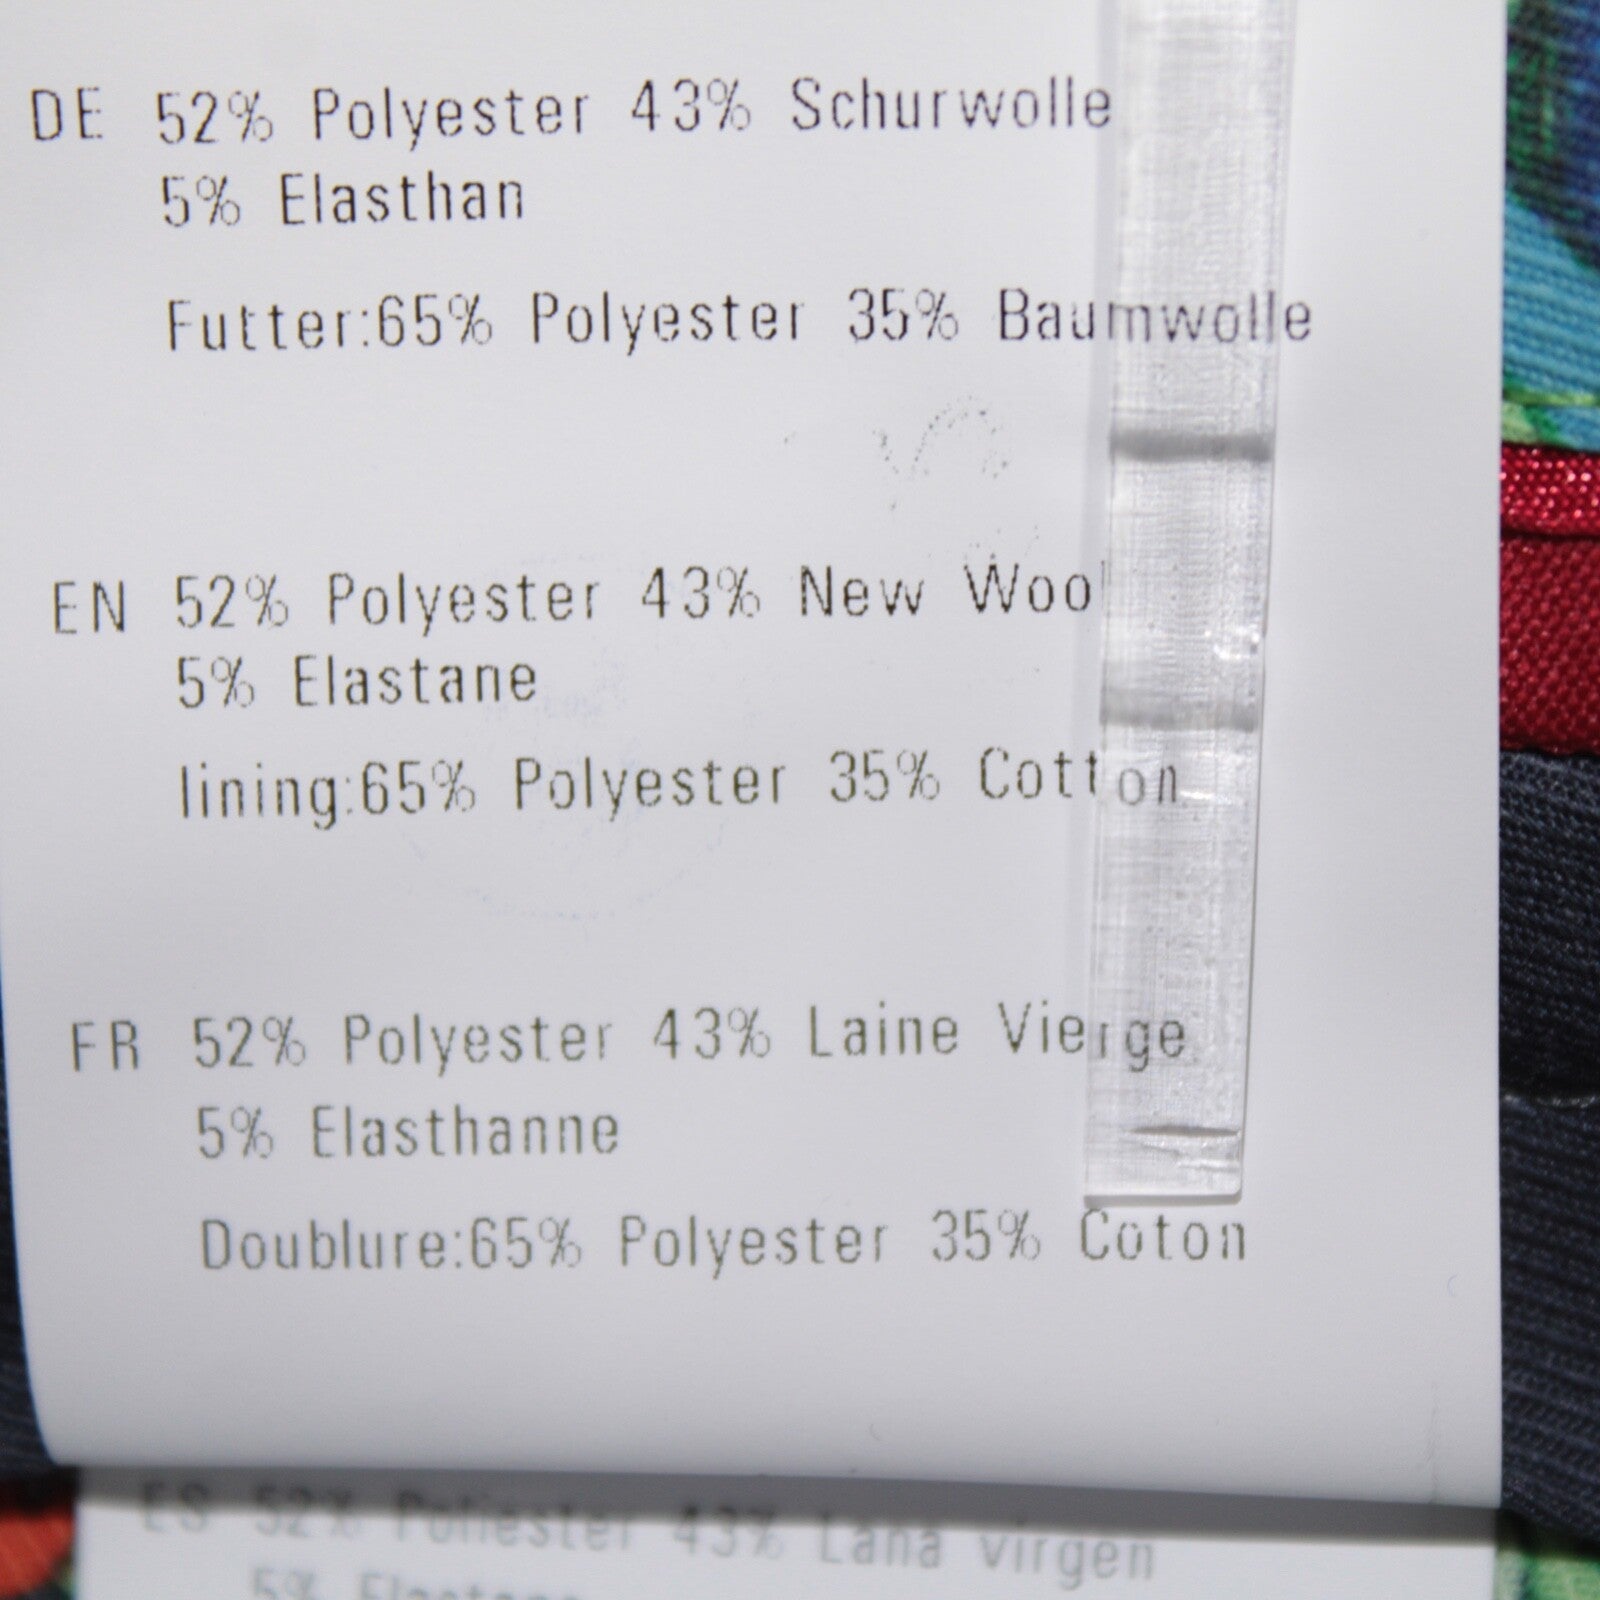 DE 52% Polyester 43% Schurwolle
5% Elasthan
Futter:65% Polyester 35% Baumwolle
EN 52% Polyester 43% New Wool
5% Elastane
lining:65% Polyester 35% Cotton
FR 52% Polyester 43% Laine Vierge
5% Elasthanne
Doublure:65% Polyester 35% Coton
ES 52% Poliester 43% Lana virgen
5% Elastano